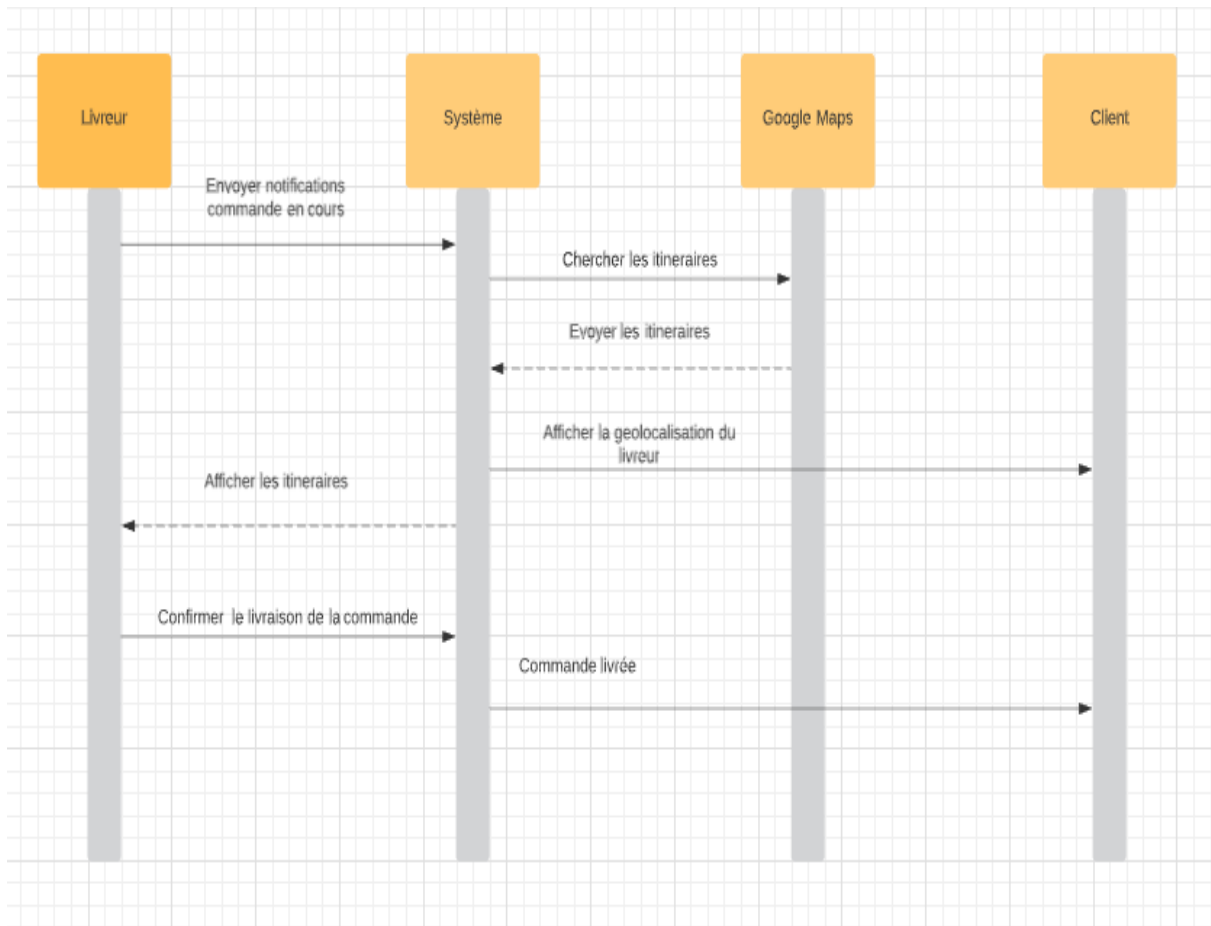 Livreur
Système
Google Maps
Client
Envoyer notifications
commande en cours
Chercher les itineraires
Evoyer les itineraires
Afficher la geolocalisation du
livreur
Afficher les itineraires
Confirmer le livraison de la commande
Commande livrée